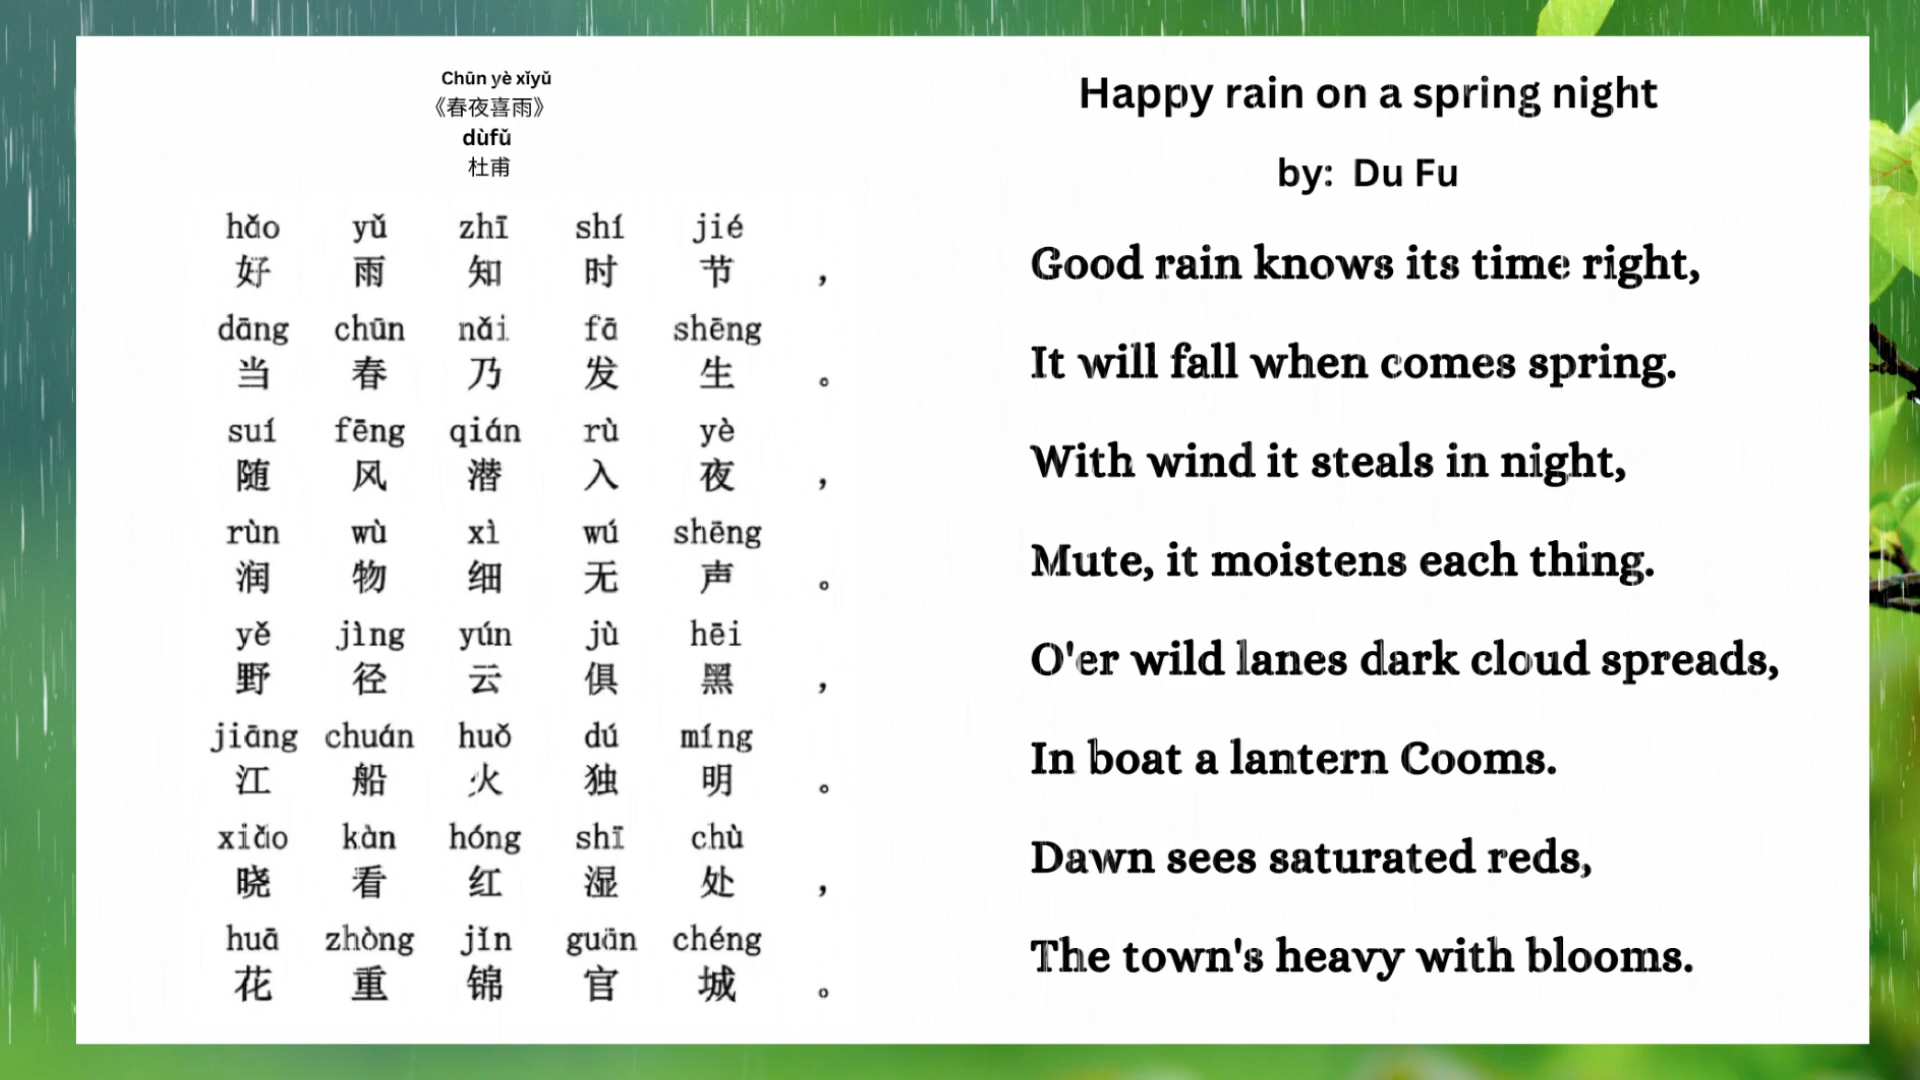 Chūn yè xǐyǔ
《春夜喜雨》
dùfǔ
杜甫
hǎo yǔ zhī shí jié
好 雨 知 时 节 ，
dāng chūn nǎi fā shēng
当 春 乃 发 生 。
suí fēng qián rù yè
随 风 潜 入 夜 ，
rùn wù xì wú shēng
润 物 细 无 声 。
yě jìng yún jù hēi
野 径 云 俱 黑 ，
jiāng chuán huǒ dú míng
江 船 火 独 明 。
xiǎo kàn hóng shī chù
晓 看 红 湿 处 ，
huā zhòng jǐn guān chéng
花 重 锦 官 城 。
Happy rain on a spring night
by: Du Fu
Good rain knows its time right,
It will fall when comes spring.
With wind it steals in night,
Mute, it moistens each thing.
O'er wild lanes dark cloud spreads,
In boat a lantern Cooms.
Dawn sees saturated reds,
The town's heavy with blooms.